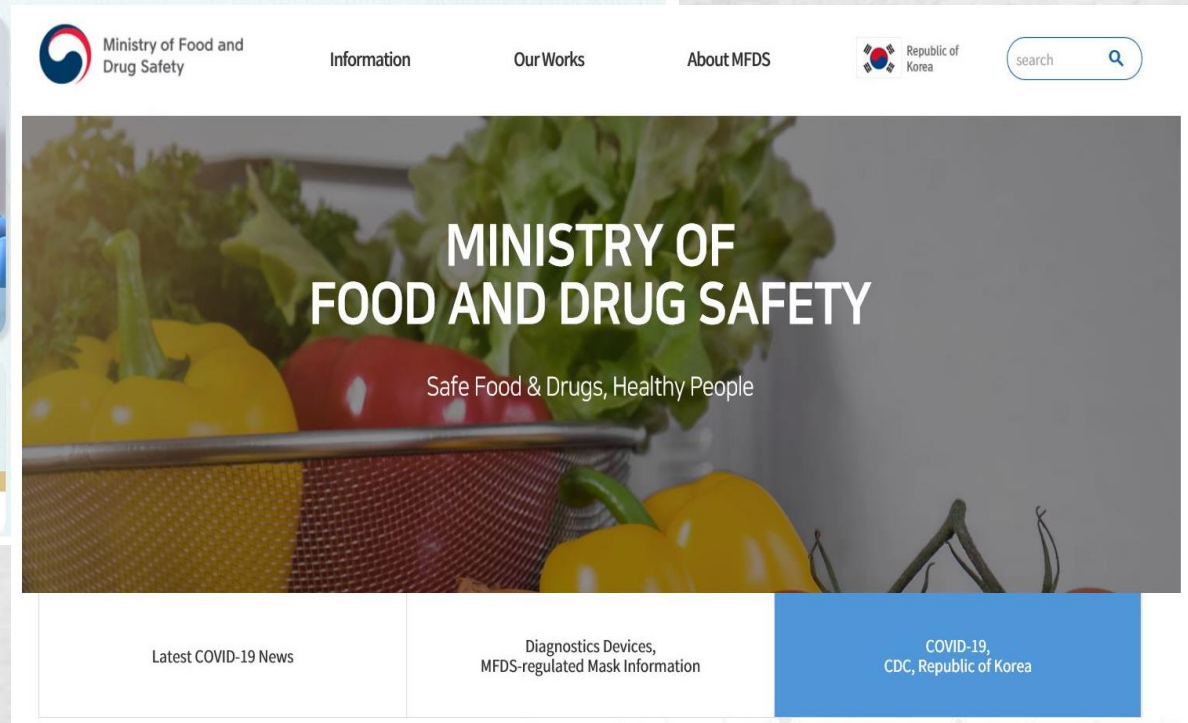 Ministry of Food and
Drug Safety
Information
Our Works
About MFDS
Republic of
Korea
search
MINISTRY OF
FOOD AND DRUG SAFETY
Safe Food & Drugs, Healthy People
Latest COVID-19 News
Diagnostics Devices,
MFDS-regulated Mask Information
COVID-19,
CDC, Republic of Korea